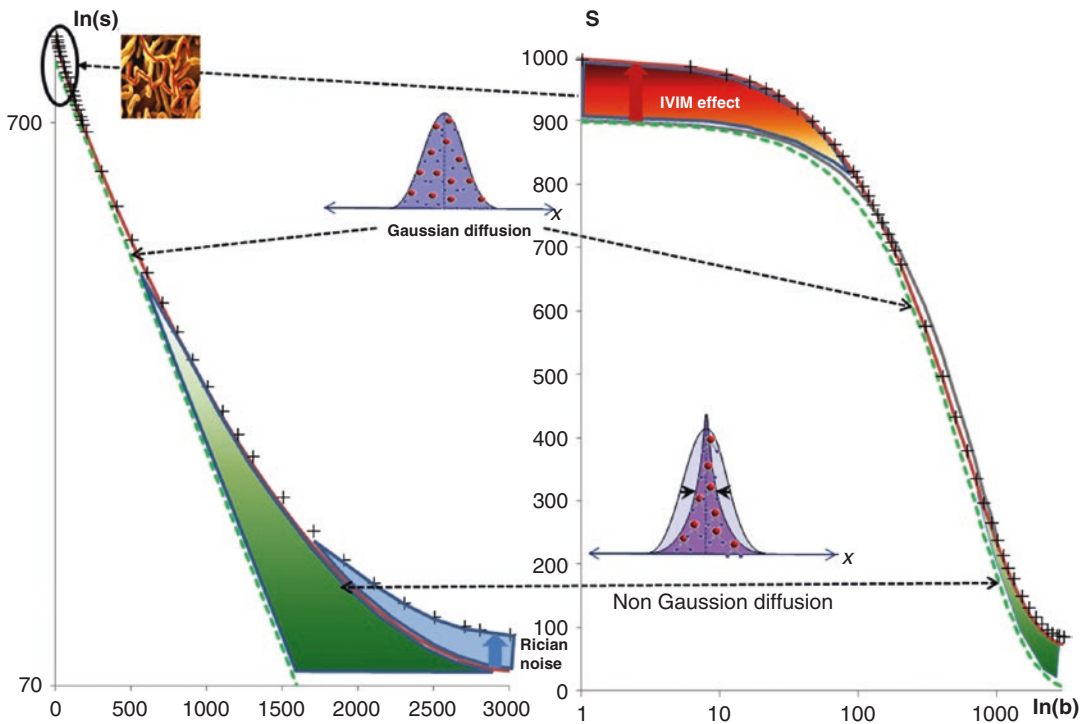 ln(s)
700
70
0
500
1000
1500
2000
2500
3000
x
Gaussian diffusion
Rician
noise
S
1000
900
800
700
600
500
400
300
200
100
0
IVIM effect
x
Non Gaussion diffusion
1
10
100
1000
ln(b)